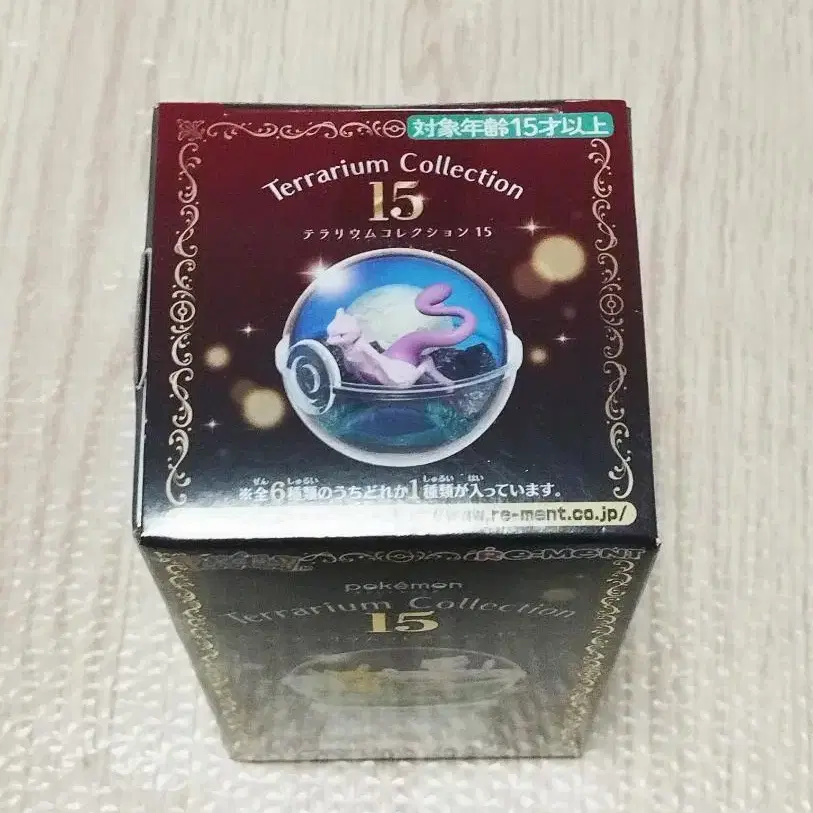 対象年齢15才以上
Terrarium Collection
15
テラリウムコレクション15
※全6種類のうちどれか1種類が入っています。
www.re-ment.co.jp/
Re-MeNT
pokémon
Terrarium Collection
15